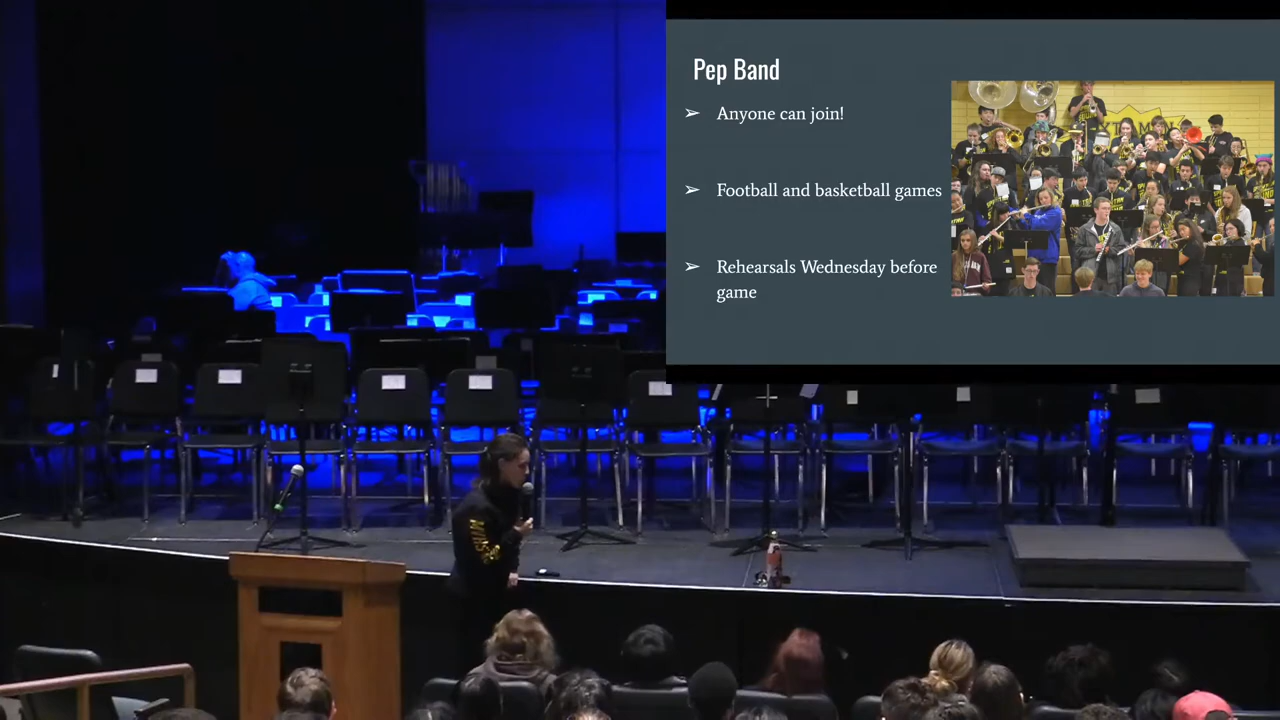 Pep Band
➢ Anyone can join!
➢ Football and basketball games
➢ Rehearsals Wednesday before
game